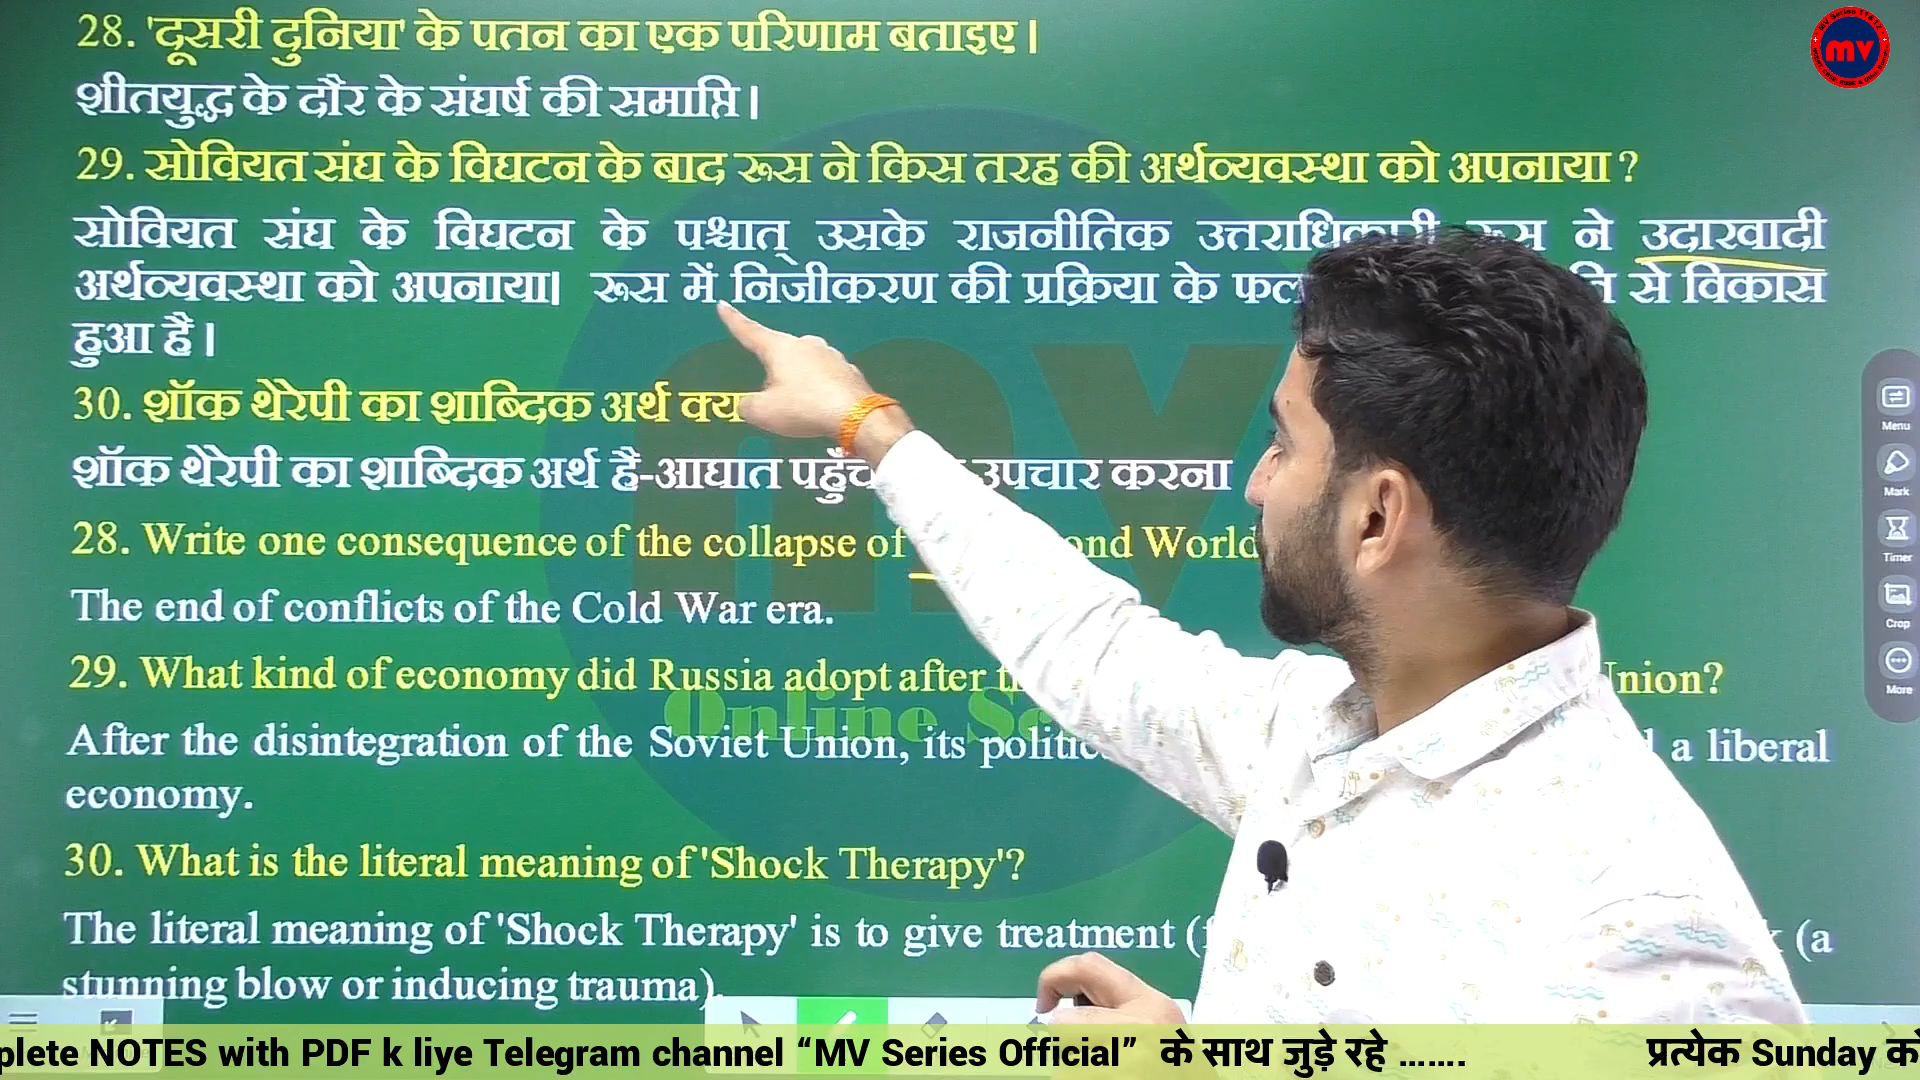 28. 'दूसरी दुनिया' के पतन का एक परिणाम बताइए।
शीतयुद्ध के दौर के संघर्ष की समाप्ति।
29. सोवियत संघ के विघटन के बाद रूस ने किस तरह की अर्थव्यवस्था को अपनाया?
सोवियत संघ के विघटन के पश्चात् उसके राजनीतिक उत्तराधिकारी रूस ने उदारवादी
अर्थव्यवस्था को अपनाया। रूस में निजीकरण की प्रक्रिया के से विकास
हुआ है।
30. शॉक थेरेपी का शाब्दिक अर्थ
शॉक थेरेपी का शाब्दिक अर्थ है-आघात उपचार करना
28. Write one consequence of the collapse of World
The end of conflicts of the Cold War era.
29. What kind of economy did Russia adopt after Union?
Online
After the disintegration of the Soviet Union, its a liberal
economy.
30. What is the literal meaning of 'Shock Therapy'?
The literal meaning of 'Shock Therapy' is to give treatment (a
stunning blow or inducing trauma).
mv
mv
Menu
Mark
Timer
Crop
More
NOTES with PDF k liye Telegram channel “MV Series Official” के साथ जुड़े रहे ....... प्रत्येक Sunday